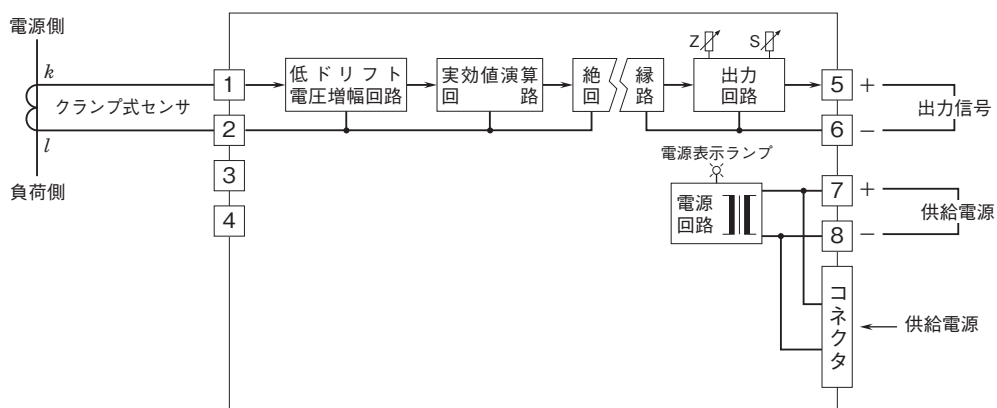 電源側
k
クランプ式センサ
l
負荷側
1
2
3
4
低ドリフト
電圧増幅回路
実効値演算
回路
絶縁
回路
Z
S
出力
回路
5
+
6
−
出力信号
電源表示ランプ
電源
回路
7
+
8
−
供給電源
コネクタ
供給電源